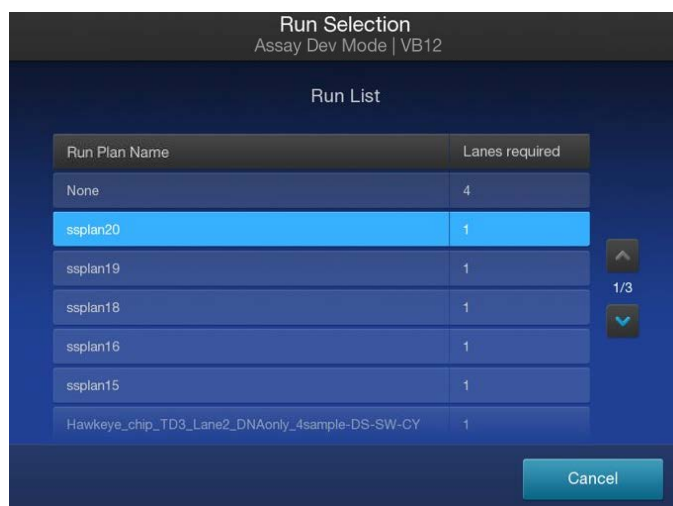 Run Selection
Assay Dev Mode | VB12
Run List
Run Plan Name Lanes required
None 4
ssplan20 1
ssplan19 1
ssplan18 1
ssplan16 1
ssplan15 1
Hawkeye_chip_TD3_Lane2_DNAonly_4sample-DS-SW-CY 1
1/3
Cancel